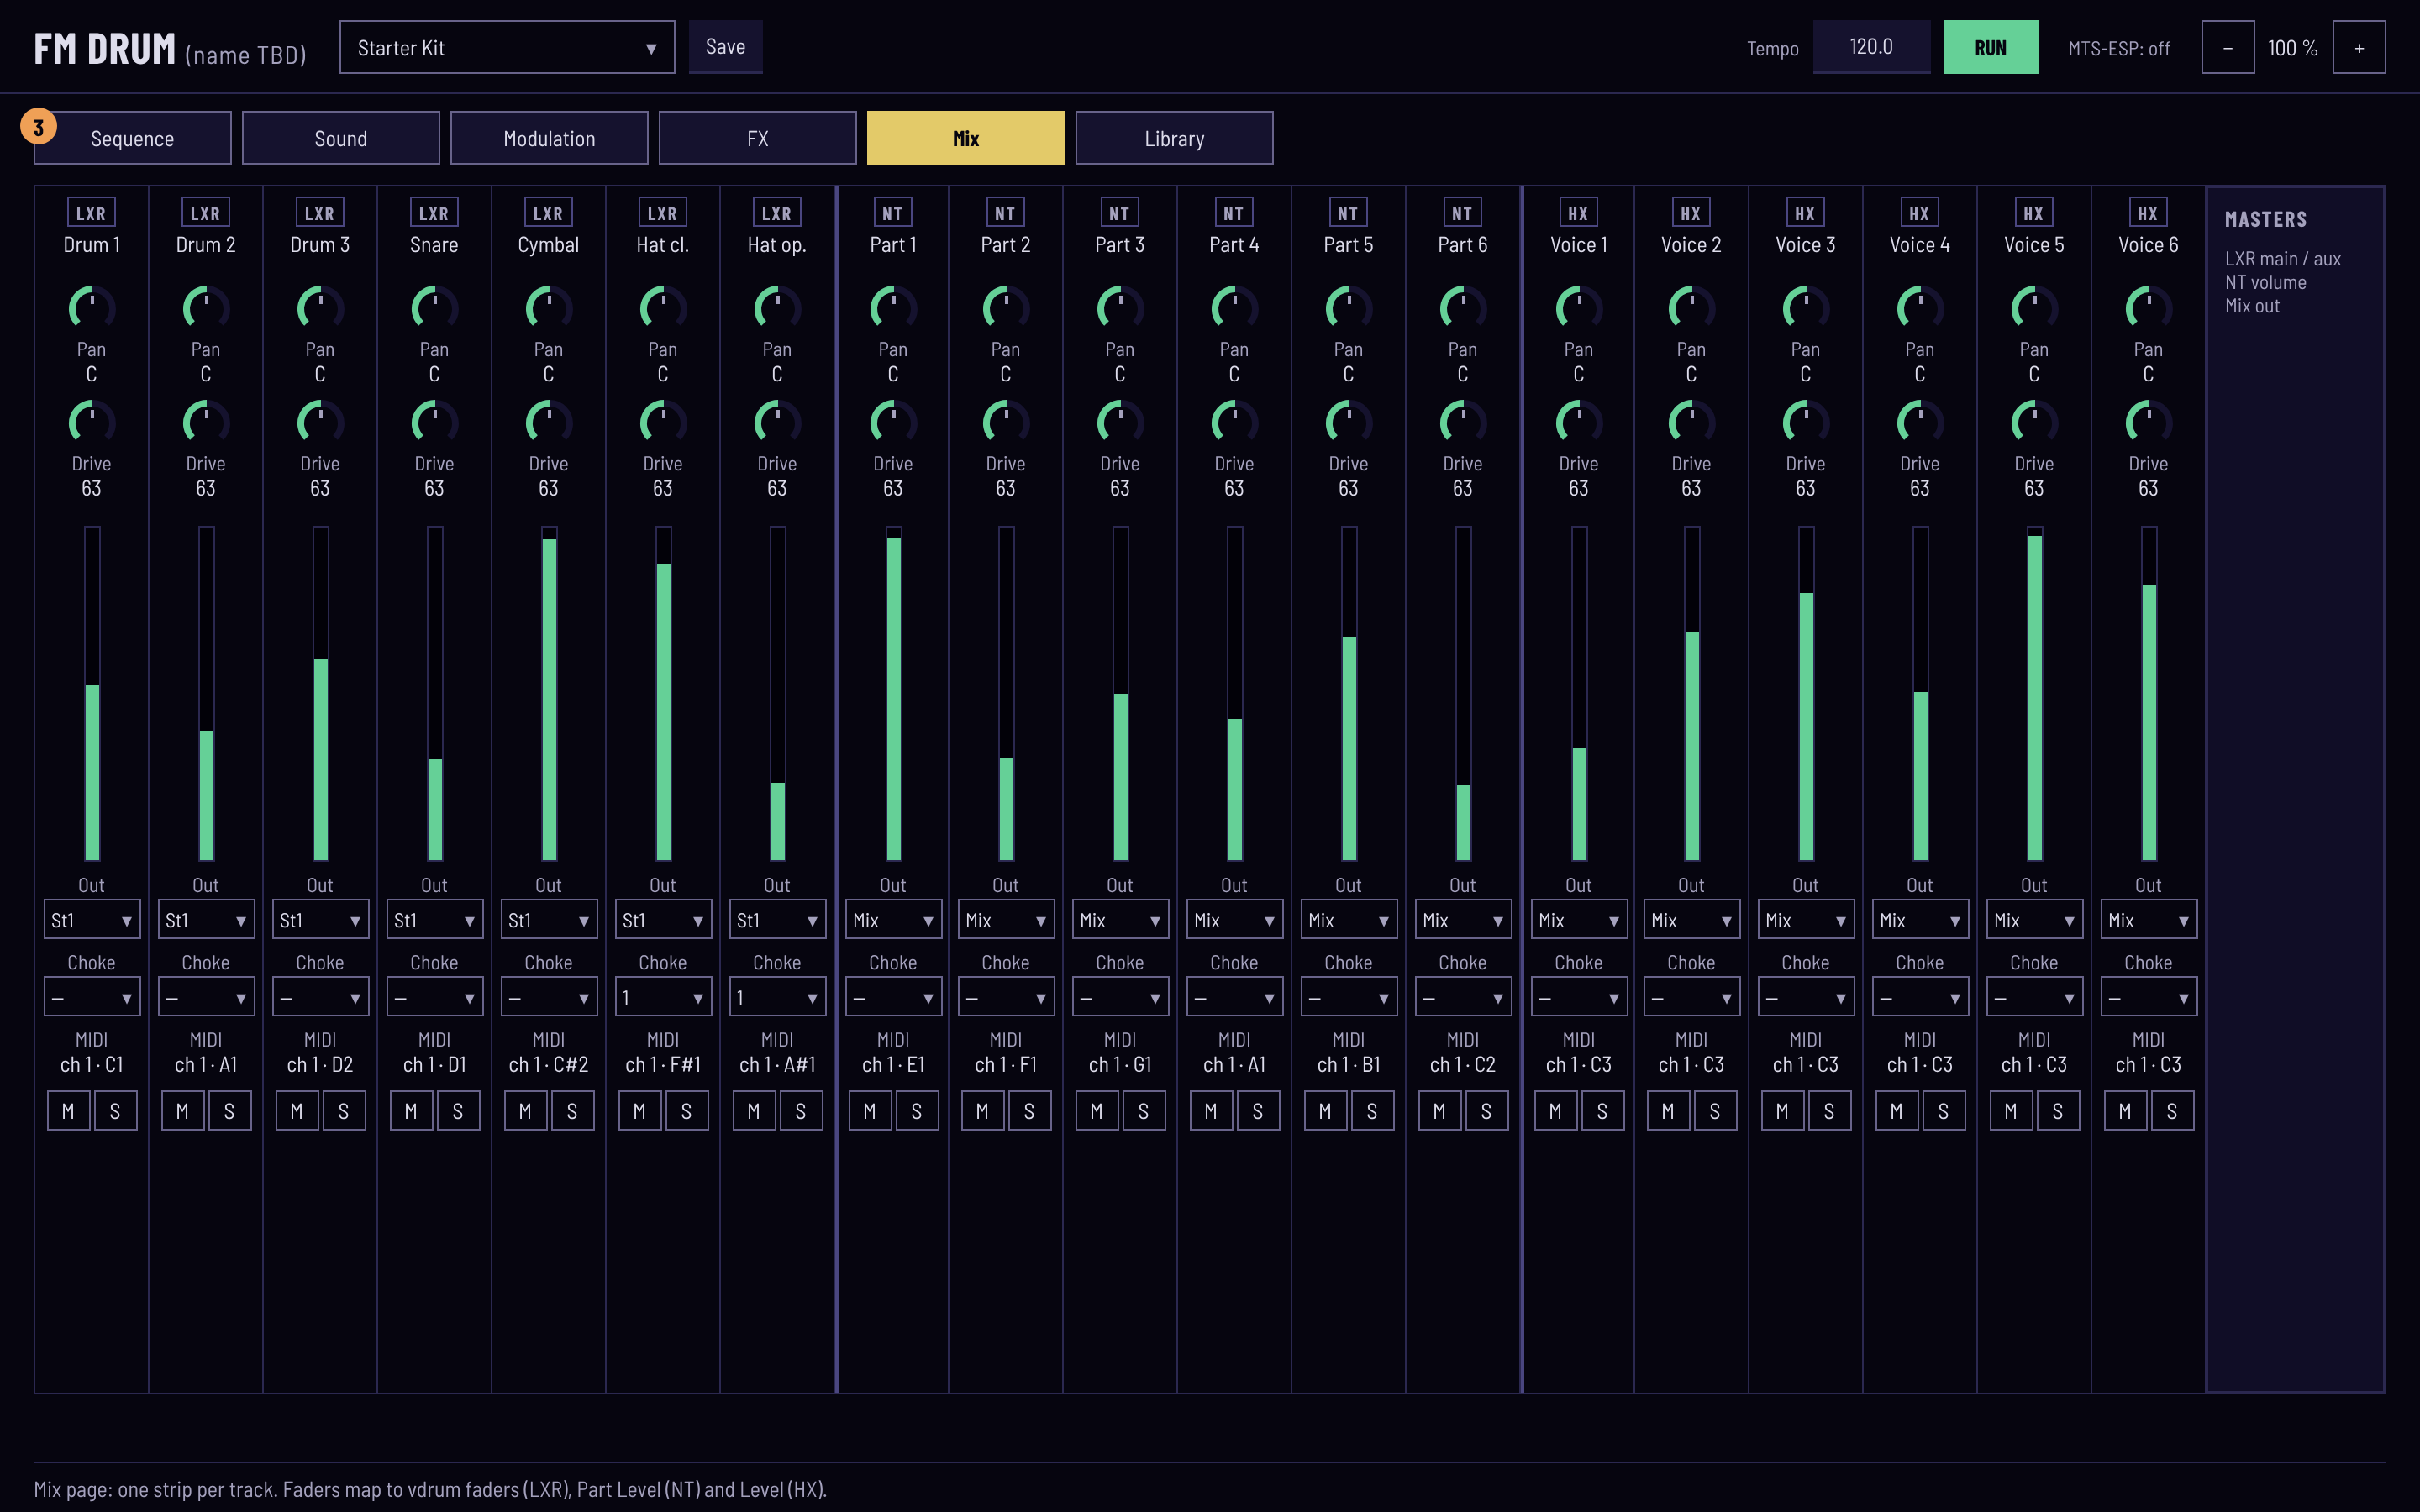 FM DRUM (name TBD) Starter Kit ▼ Save Tempo 120.0 RUN MTS-ESP: off − 100 % +
3 Sequence Sound Modulation FX Mix Library
LXR LXR LXR LXR LXR LXR LXR NT NT NT NT NT NT HX HX HX HX HX HX MASTERS
Drum 1 Drum 2 Drum 3 Snare Cymbal Hat cl. Hat op. Part 1 Part 2 Part 3 Part 4 Part 5 Part 6 Voice 1 Voice 2 Voice 3 Voice 4 Voice 5 Voice 6
LXR main / aux
NT volume
Mix out
Pan Pan Pan Pan Pan Pan Pan Pan Pan Pan Pan Pan Pan Pan Pan Pan Pan Pan Pan
C C C C C C C C C C C C C C C C C C C
Drive Drive Drive Drive Drive Drive Drive Drive Drive Drive Drive Drive Drive Drive Drive Drive Drive Drive Drive
63 63 63 63 63 63 63 63 63 63 63 63 63 63 63 63 63 63 63
Out Out Out Out Out Out Out Out Out Out Out Out Out Out Out Out Out Out Out
St1 ▼ St1 ▼ St1 ▼ St1 ▼ St1 ▼ St1 ▼ St1 ▼ Mix ▼ Mix ▼ Mix ▼ Mix ▼ Mix ▼ Mix ▼ Mix ▼ Mix ▼ Mix ▼ Mix ▼ Mix ▼ Mix ▼
Choke Choke Choke Choke Choke Choke Choke Choke Choke Choke Choke Choke Choke Choke Choke Choke Choke Choke Choke
– ▼ – ▼ – ▼ – ▼ – ▼ 1 ▼ 1 ▼ – ▼ – ▼ – ▼ – ▼ – ▼ – ▼ – ▼ – ▼ – ▼ – ▼ – ▼ – ▼
MIDI MIDI MIDI MIDI MIDI MIDI MIDI MIDI MIDI MIDI MIDI MIDI MIDI MIDI MIDI MIDI MIDI MIDI MIDI
ch 1 · C1 ch 1 · A1 ch 1 · D2 ch 1 · D1 ch 1 · C#2 ch 1 · F#1 ch 1 · A#1 ch 1 · E1 ch 1 · F1 ch 1 · G1 ch 1 · A1 ch 1 · B1 ch 1 · C2 ch 1 · C3 ch 1 · C3 ch 1 · C3 ch 1 · C3 ch 1 · C3 ch 1 · C3
M S M S M S M S M S M S M S M S M S M S M S M S M S M S M S M S M S M S M S
Mix page: one strip per track. Faders map to vdrum faders (LXR), Part Level (NT) and Level (HX).